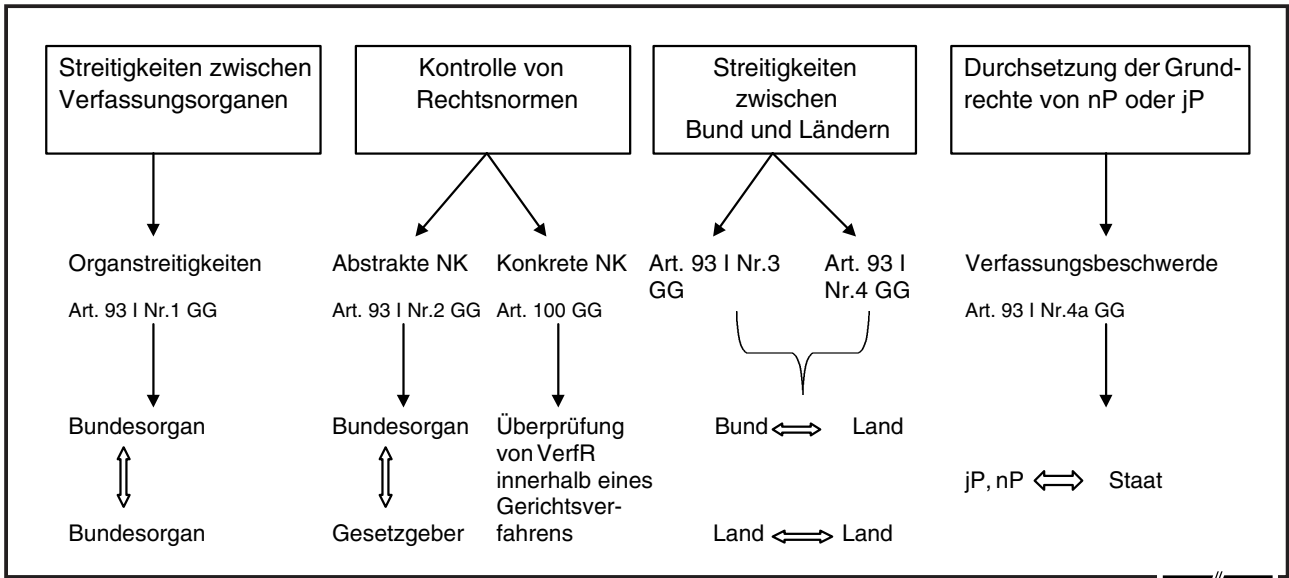 Streitigkeiten zwischen
Verfassungsorganen
Kontrolle von
Rechtsnormen
Streitigkeiten
zwischen
Bund und Ländern
Durchsetzung der Grund-
rechte von nP oder jP
Organstreitigkeiten
Art. 93 I Nr.1 GG
Abstrakte NK
Art. 93 I Nr.2 GG
Konkrete NK
Art. 100 GG
Art. 93 I Nr.3
GG
Art. 93 I
Nr.4 GG
Verfassungsbeschwerde
Art. 93 I Nr.4a GG
Bundesorgan
Bundesorgan
Bundesorgan
Gesetzgeber
Überprüfung
von VerfR
innerhalb eines
Gerichtsver-
fahrens
Bund Land
Land Land
jP, nP Staat